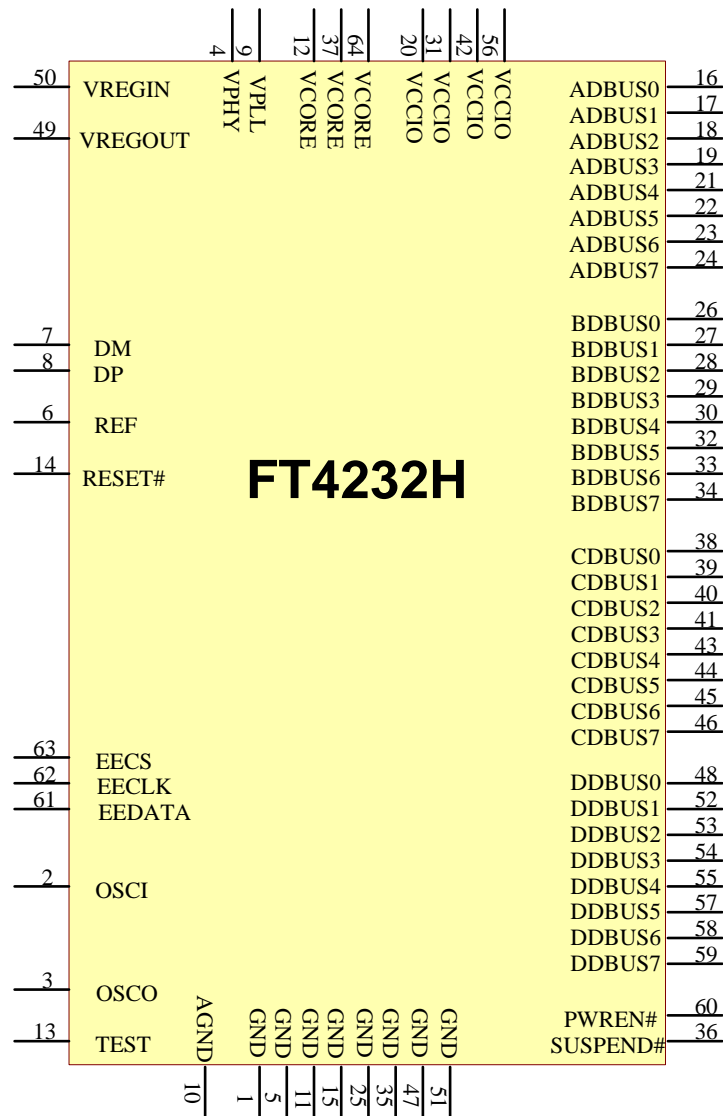 4 9 12 37 64 20 31 42 56
VPHY VPLL VCORE VCORE VCORE VCCIO VCCIO VCCIO VCCIO
50 VREGIN
49 VREGOUT
7 DM
8 DP
6 REF
14 RESET#
63 EECS
62 EECLK
61 EEDATA
2 OSCI
3 OSCO
13 TEST
FT4232H
ADBUS0 16
ADBUS1 17
ADBUS2 18
ADBUS3 19
ADBUS4 21
ADBUS5 22
ADBUS6 23
ADBUS7 24
BDBUS0 26
BDBUS1 27
BDBUS2 28
BDBUS3 29
BDBUS4 30
BDBUS5 32
BDBUS6 33
BDBUS7 34
CDBUS0 38
CDBUS1 39
CDBUS2 40
CDBUS3 41
CDBUS4 43
CDBUS5 44
CDBUS6 45
CDBUS7 46
DDBUS0 48
DDBUS1 52
DDBUS2 53
DDBUS3 54
DDBUS4 55
DDBUS5 57
DDBUS6 58
DDBUS7 59
PWREN# 60
SUSPEND# 36
AGND GND GND GND GND GND GND GND GND
10 1 5 11 15 25 35 47 51